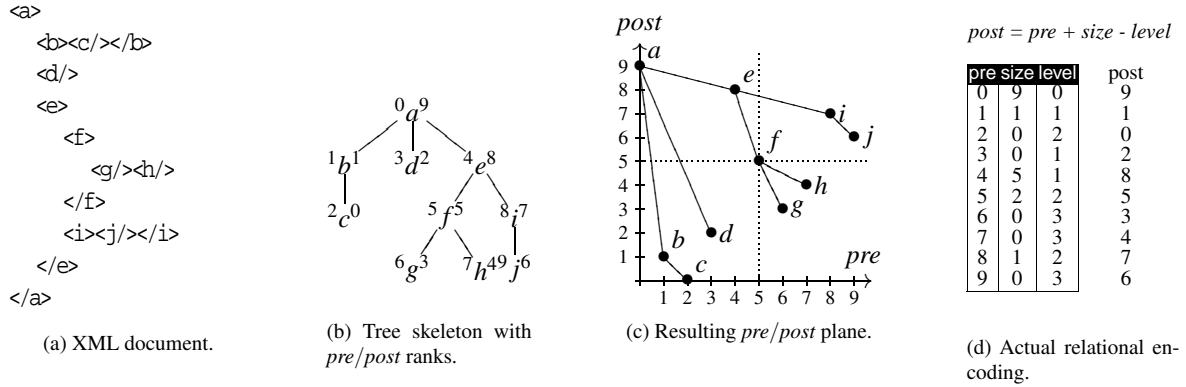 <a>
<b><c/></b>
<d/>
<e>
<f>
<g/><h/>
</f>
<i><j/></i>
</e>
</a>
(a) XML document.
0a9
1b1 3d2 4e8
2c0 5f5 8i7
6g3 7h4 9j6
(b) Tree skeleton with
pre/post ranks.
post
a
9
8
7
6
5
4
3
2
1
e
i
j
f
h
g
d
b
c
pre
1 2 3 4 5 6 7 8 9
(c) Resulting pre/post plane.
post = pre + size - level
pre size level post
0 9 0 9
1 1 1 1
2 0 2 0
3 0 1 2
4 5 1 8
5 2 2 5
6 0 3 3
7 0 3 4
8 1 2 7
9 0 3 6
(d) Actual relational en-
coding.